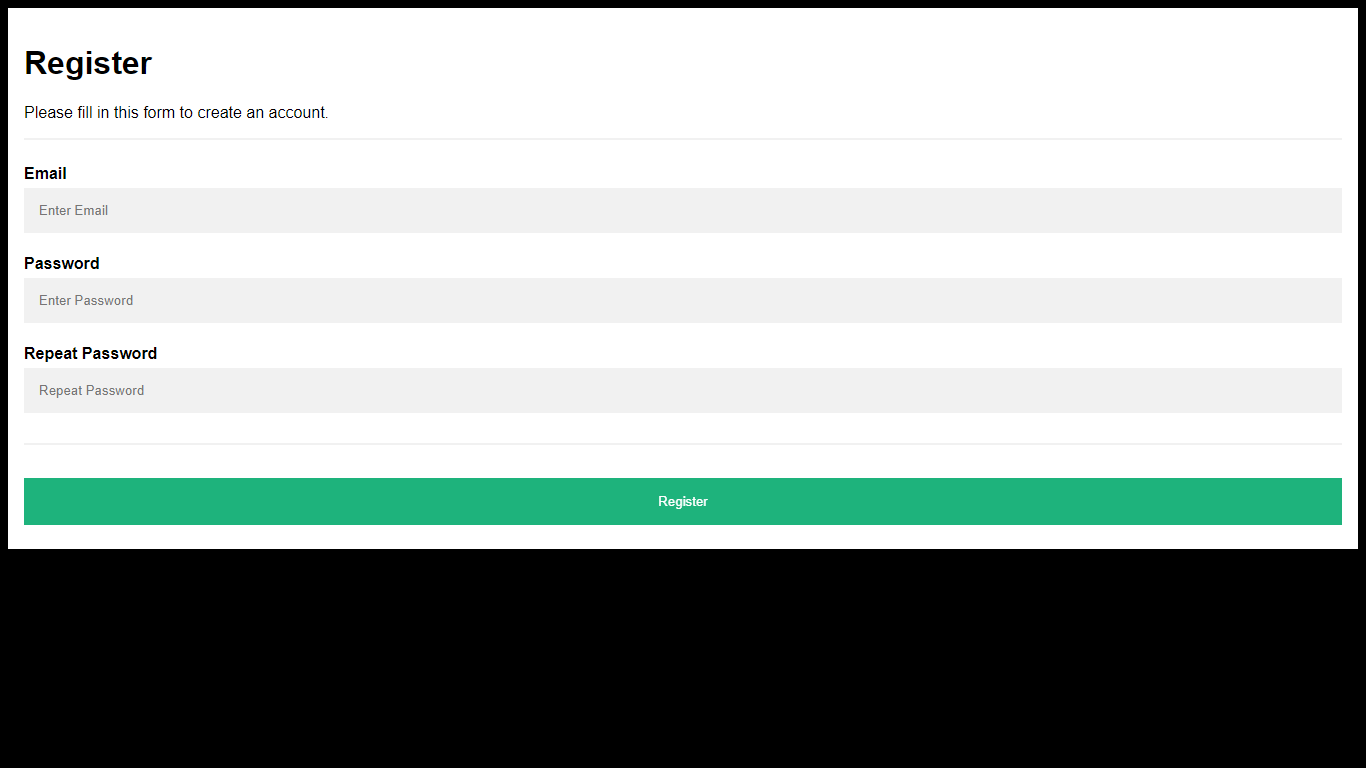 Register
Please fill in this form to create an account.
Email
Enter Email
Password
Enter Password
Repeat Password
Repeat Password
Register